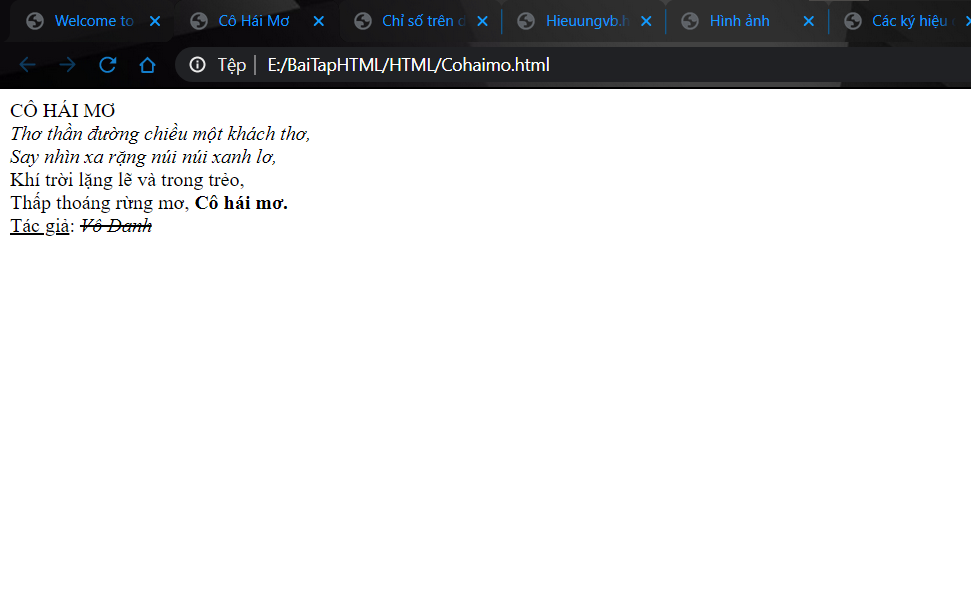 Welcome to
Cô Hái Mơ
Chỉ số trên
Hieuungvb.h
Hình ảnh
Các ký hiệu
Tệp | E:/BaiTapHTML/HTML/Cohaimo.html
CÔ HÁI MƠ
Thơ thần đường chiều một khách thơ,
Say nhìn xa rặng núi núi xanh lơ,
Khí trời lặng lẽ và trong trẻo,
Thấp thoáng rừng mơ, Cô hái mơ.
Tác giả: Vô Danh